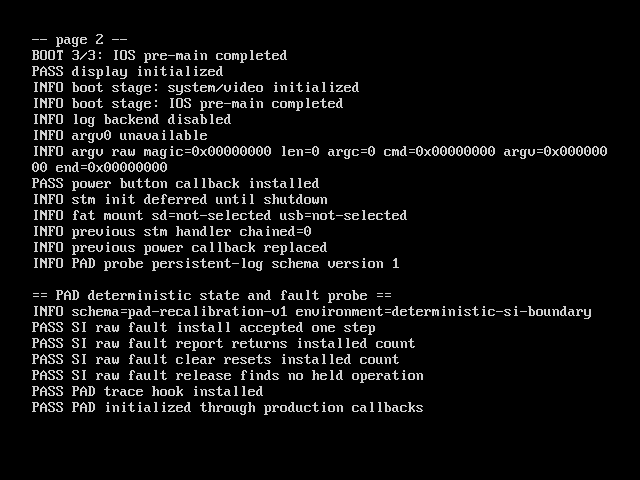 -- page 2 --
BOOT 3/3: IOS pre-main completed
PASS display initialized
INFO boot stage: system/video initialized
INFO boot stage: IOS pre-main completed
INFO log backend disabled
INFO argv0 unavailable
INFO argv raw magic=0x00000000 len=0 argc=0 cmd=0x00000000 argv=0x000000
00 end=0x00000000
PASS power button callback installed
INFO stm init deferred until shutdown
INFO fat mount sd=not-selected usb=not-selected
INFO previous stm handler chained=0
INFO previous power callback replaced
INFO PAD probe persistent-log schema version 1
== PAD deterministic state and fault probe ==
INFO schema=pad-recalibration-v1 environment=deterministic-si-boundary
PASS SI raw fault install accepted one step
PASS SI raw fault report returns installed count
PASS SI raw fault clear resets installed count
PASS SI raw fault release finds no held operation
PASS PAD trace hook installed
PASS PAD initialized through production callbacks